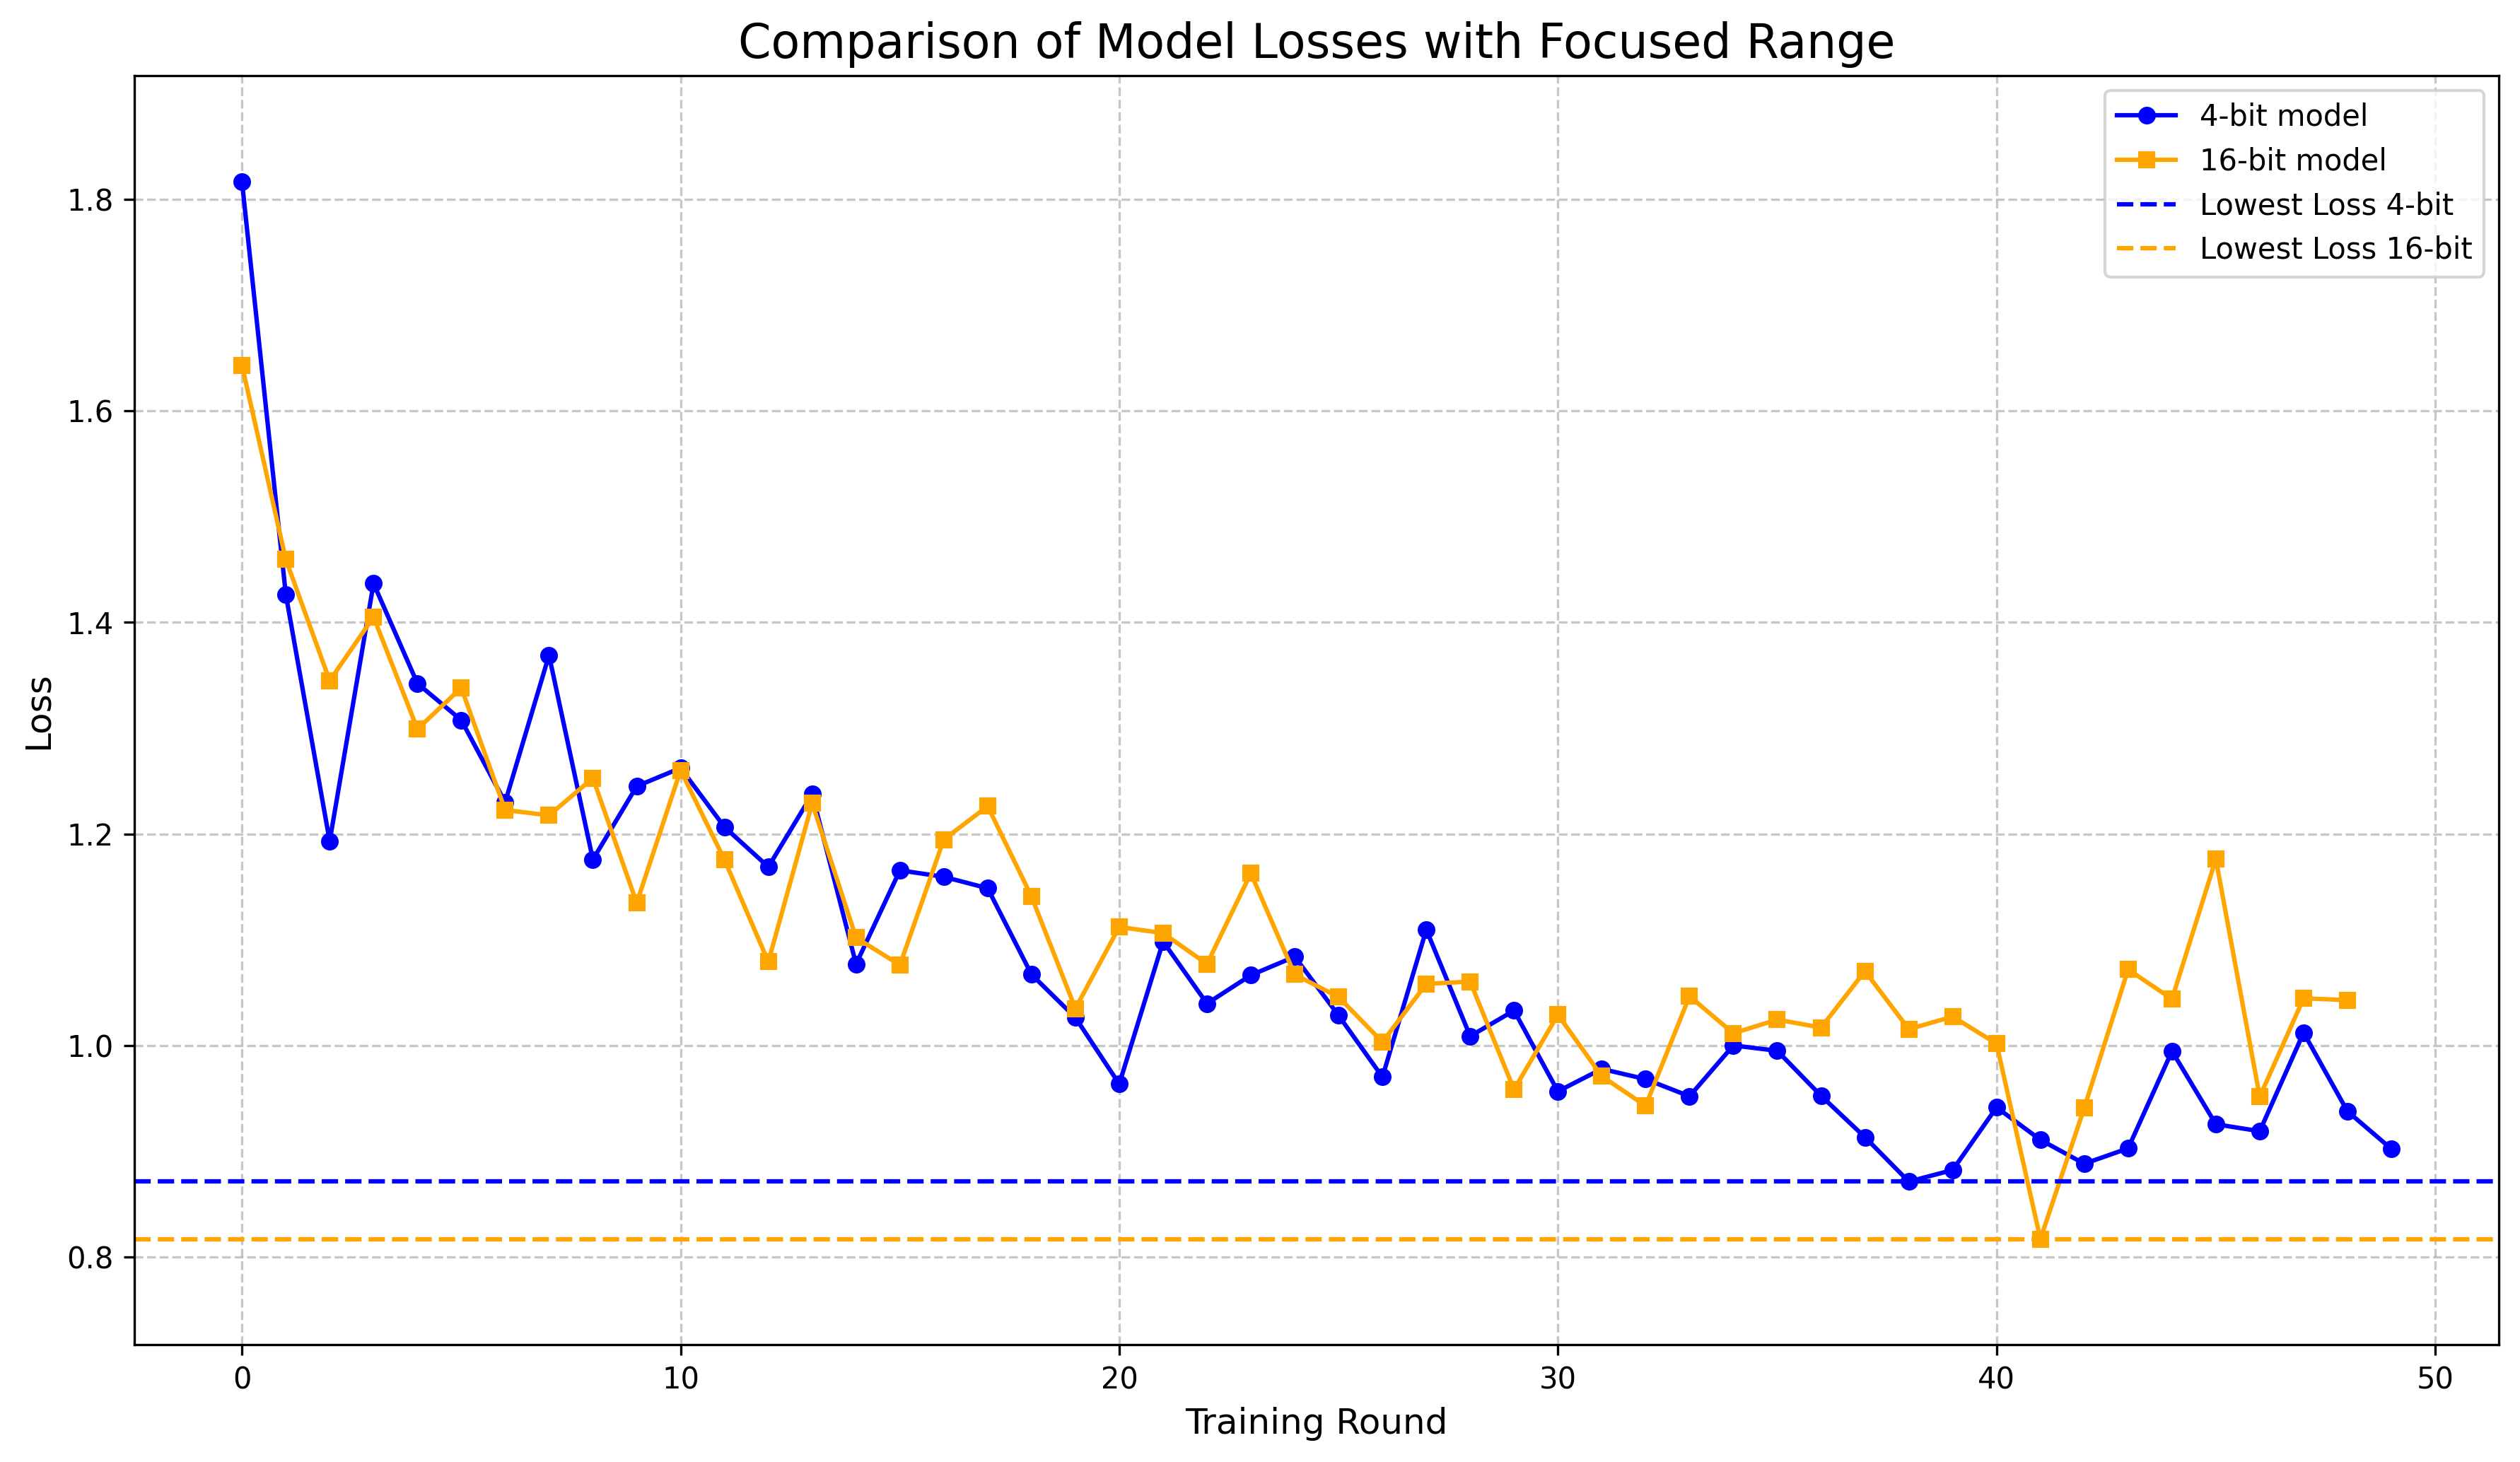 Comparison of Model Losses with Focused Range
4-bit model
16-bit model
Lowest Loss 4-bit
Lowest Loss 16-bit
Loss
1.8
1.6
1.4
1.2
1.0
0.8
0 10 20 30 40 50
Training Round